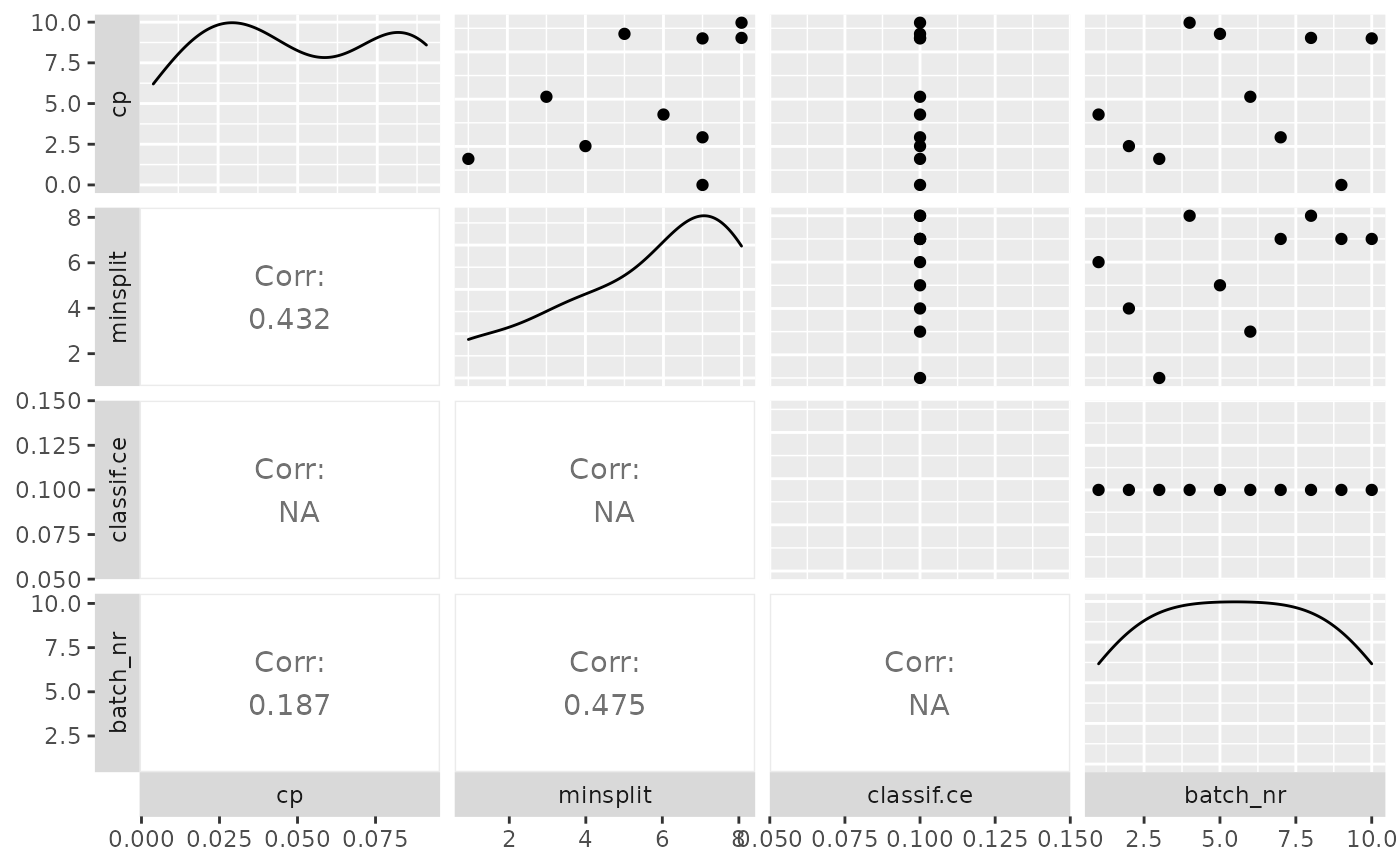 10.0
7.5
5.0
2.5
0.0
cp
8
6
4
2
minsplit
Corr:
0.432
0.150
0.125
0.100
0.075
0.050
classif.ce
Corr:
NA
Corr:
NA
10.0
7.5
5.0
2.5
batch_nr
Corr:
0.187
Corr:
0.475
Corr:
NA
cp
minsplit
classif.ce
batch_nr
0.000 0.025 0.050 0.075
2 4 6 8
0.050 0.075 0.100 0.125 0.150
2.5 5.0 7.5 10.0